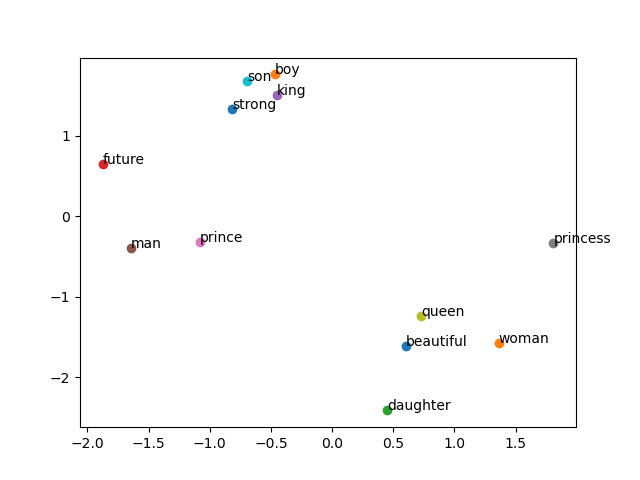 boy
son
king
strong
1
future
0
prince
man
princess
-1
queen
beautiful
woman
-2
daughter
-2.0 -1.5 -1.0 -0.5 0.0 0.5 1.0 1.5